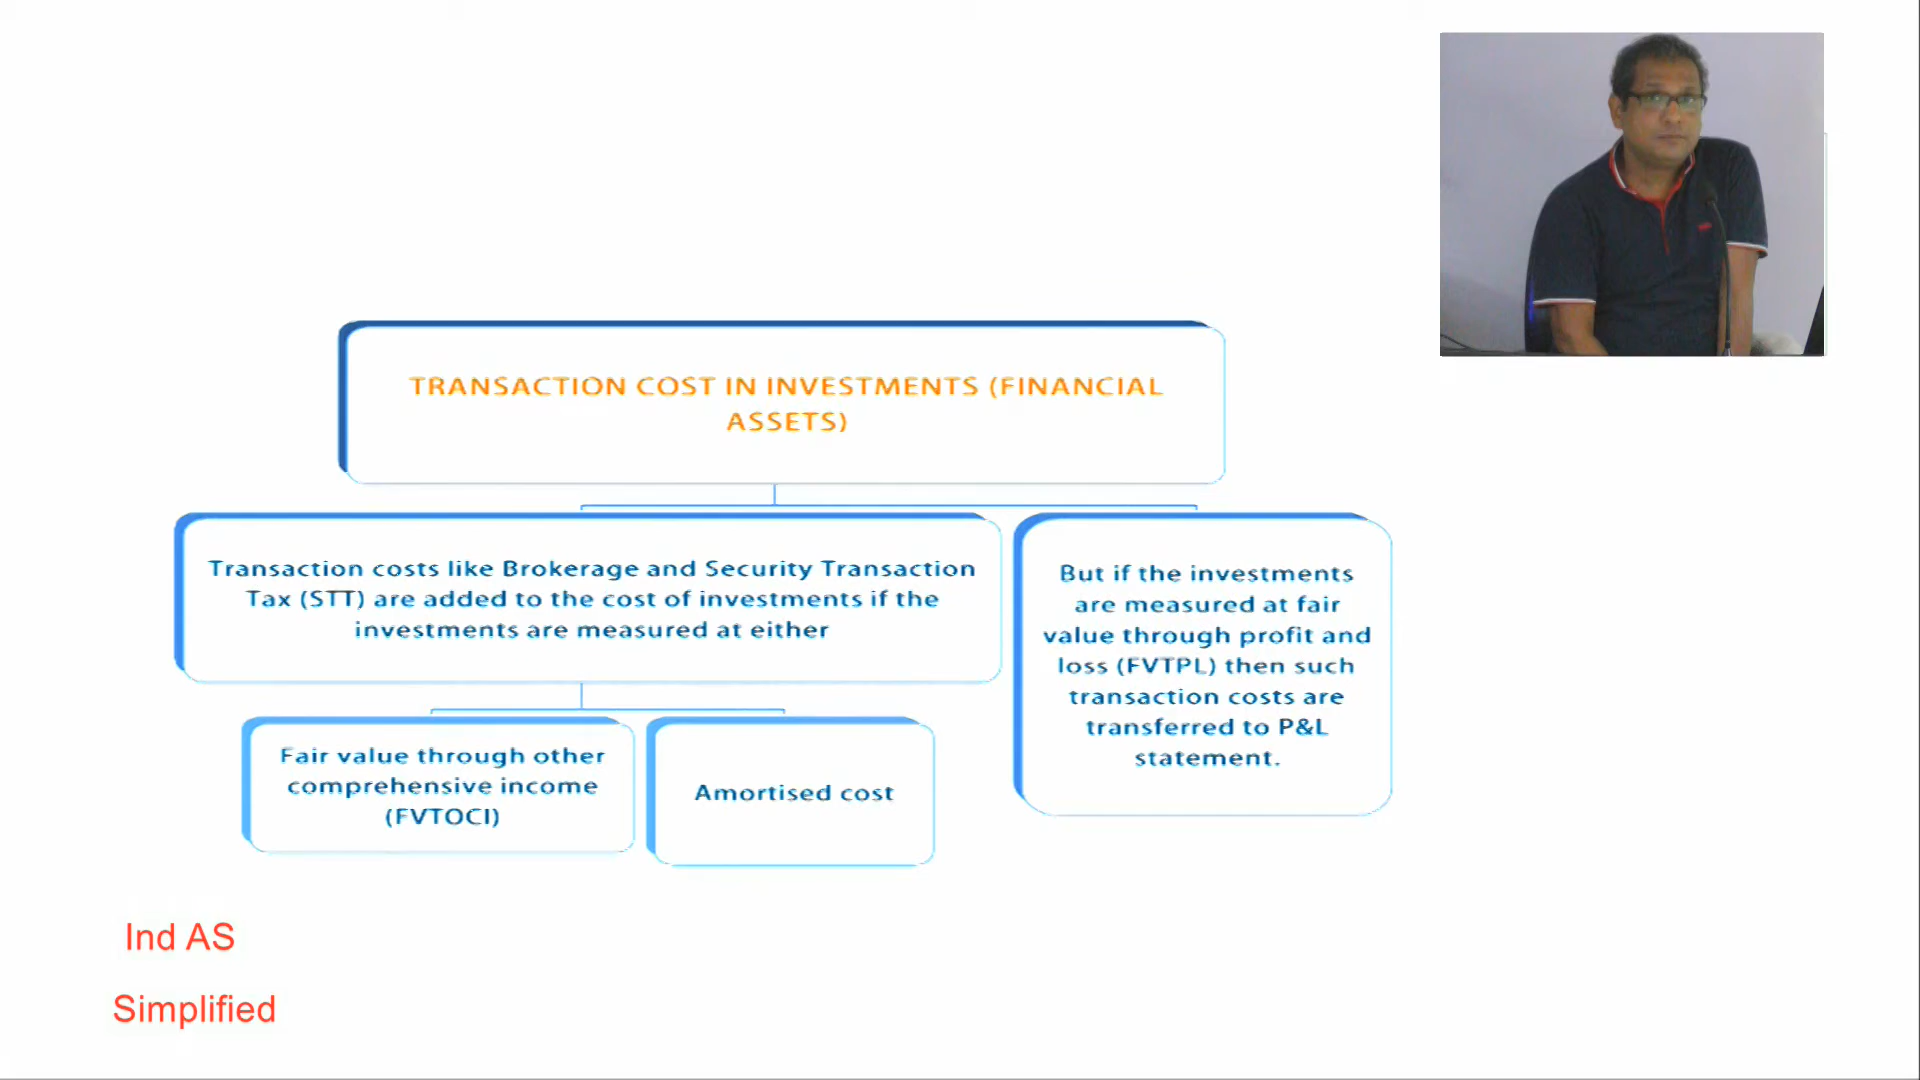 TRANSACTION COST IN INVESTMENTS (FINANCIAL
ASSETS)
Transaction costs like Brokerage and Security Transaction
Tax (STT) are added to the cost of investments if the
investments are measured at either
But if the investments
are measured at fair
value through profit and
loss (FVTPL) then such
transaction costs are
transferred to P&L
statement.
Fair value through other
comprehensive income
(FVTOCI)
Amortised cost
Ind AS
Simplified